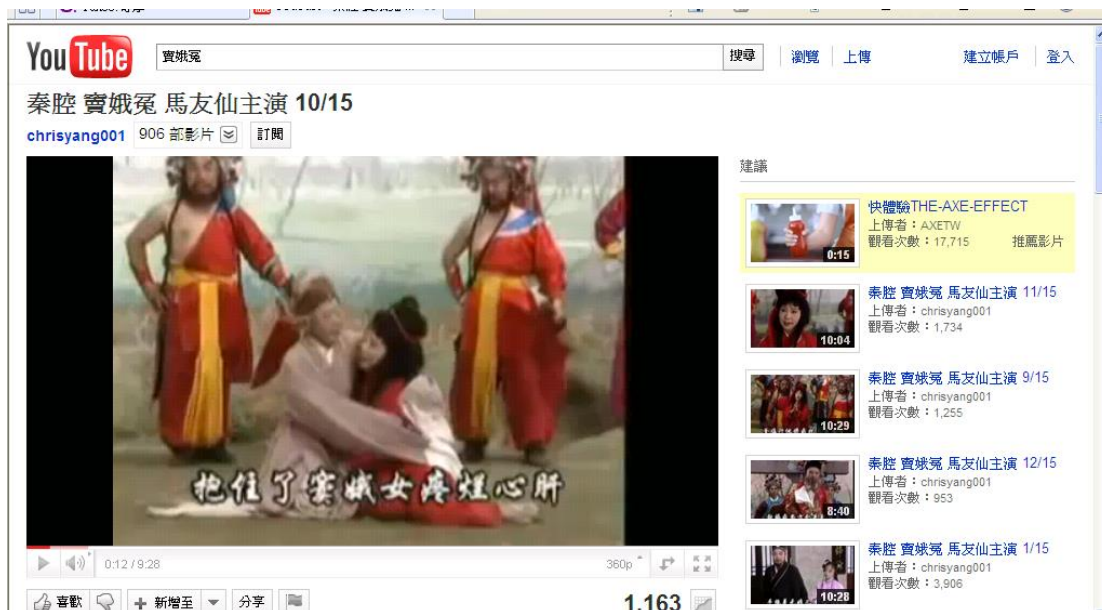 YouTube
竇娥冤
搜尋
瀏覽
上傳
建立帳戶
登入
秦腔 竇娥冤 馬友仙主演 10/15
chrisyang001 906 部影片
訂閱
抱住了竇娥女疼爛心肝
0:12 / 9:28
360p
喜歡
新增至
分享
1,163
建議
快體驗THE-AXE-EFFECT
上傳者：AXETW
觀看次數：17,715 推薦影片
0:15
秦腔 竇娥冤 馬友仙主演 11/15
上傳者：chrisyang001
觀看次數：1,734
10:04
秦腔 竇娥冤 馬友仙主演 9/15
上傳者：chrisyang001
觀看次數：1,255
10:29
秦腔 竇娥冤 馬友仙主演 12/15
上傳者：chrisyang001
觀看次數：953
8:40
秦腔 竇娥冤 馬友仙主演 1/15
上傳者：chrisyang001
觀看次數：3,906
10:28